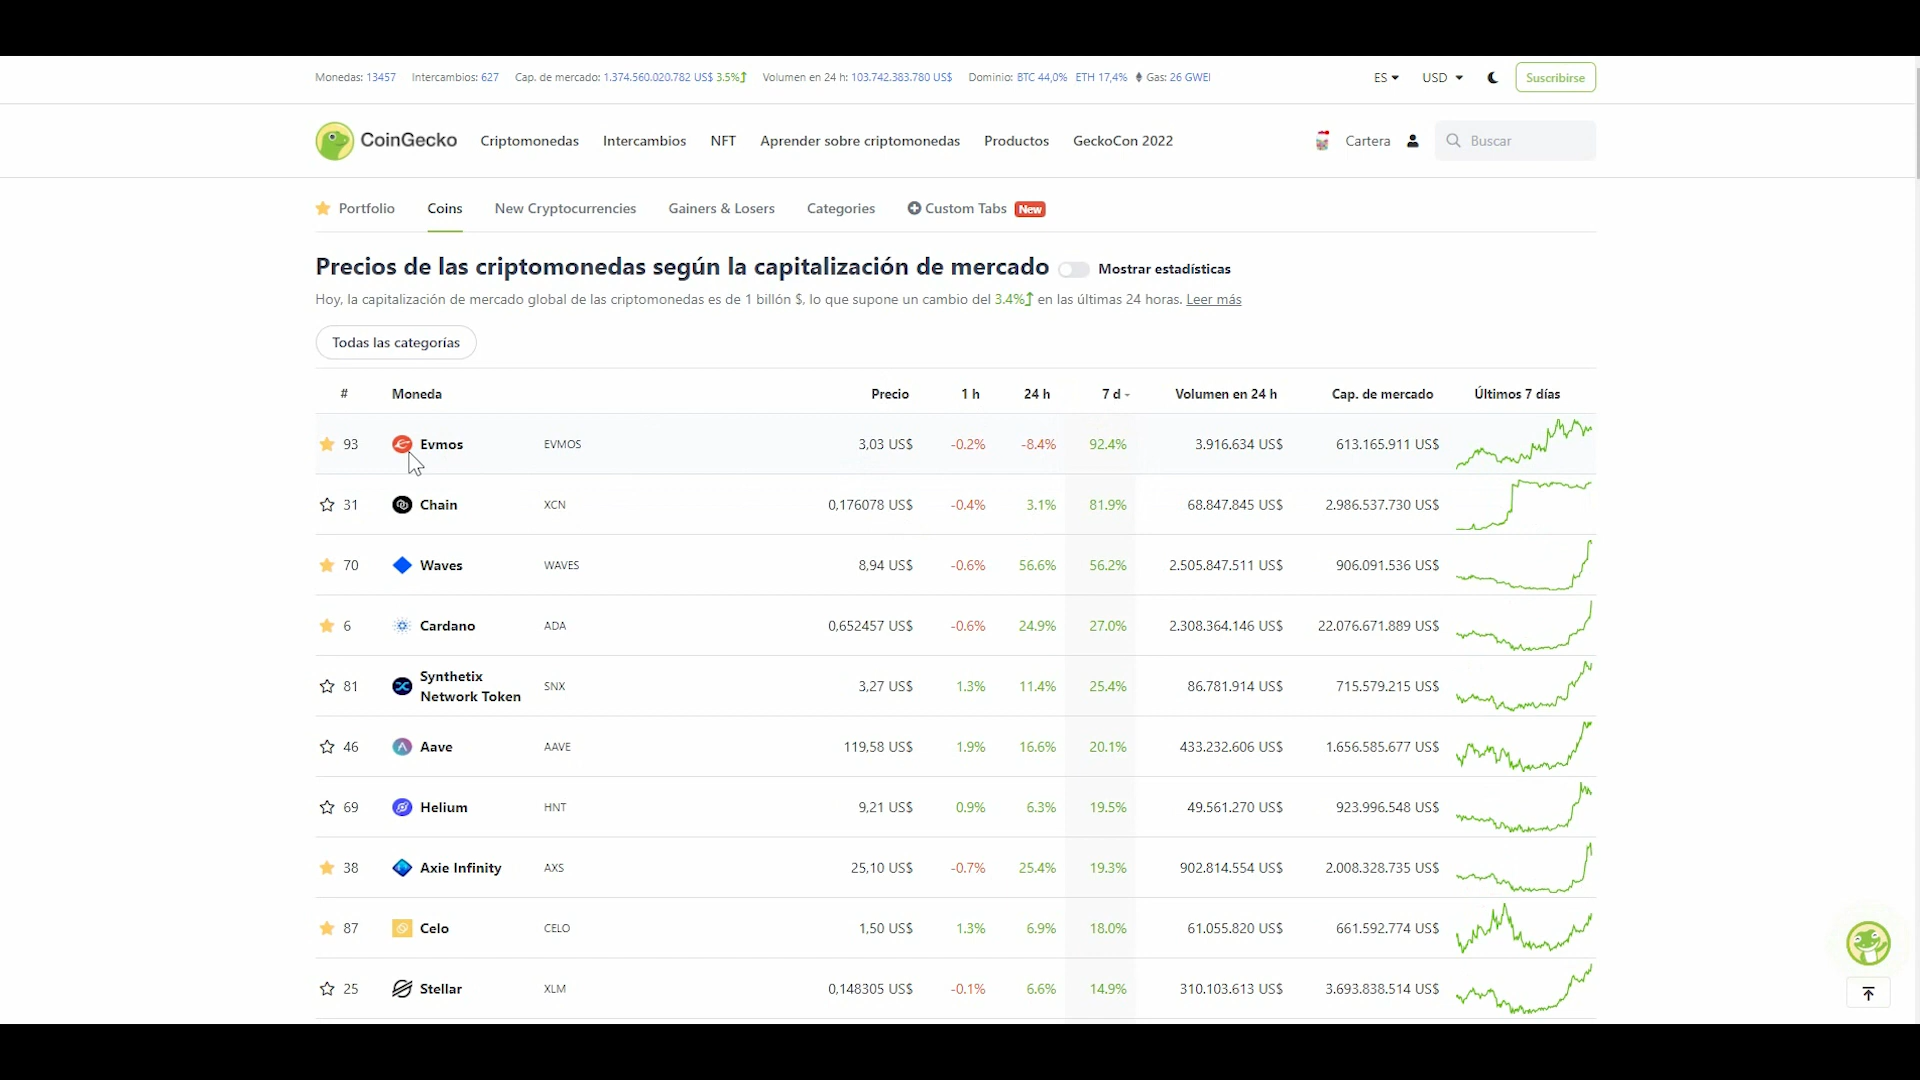 Monedas: 13457 Intercambios: 627 Cap. de mercado: 1.374.560.020.782 US$ 3.5% Volumen en 24 h: 103.742.383.780 US$ Dominio: BTC 44,0% ETH 17,4% Gas: 26 GWEI ES USD Suscribirse
CoinGecko Criptomonedas Intercambios NFT Aprender sobre criptomonedas Productos GeckoCon 2022 Cartera Buscar
Portfolio Coins New Cryptocurrencies Gainers & Losers Categories Custom Tabs New
Precios de las criptomonedas según la capitalización de mercado Mostrar estadísticas
Hoy, la capitalización de mercado global de las criptomonedas es de 1 billón $, lo que supone un cambio del 3.4% en las últimas 24 horas. Leer más
Todas las categorías
# Moneda Precio 1 h 24 h 7 d Volumen en 24 h Cap. de mercado Últimos 7 días
93 Evmos EVMOS 3,03 US$ -0.2% -8.4% 92.4% 3.916.634 US$ 613.165.911 US$
31 Chain XCN 0,176078 US$ -0.4% 3.1% 81.9% 68.847.845 US$ 2.986.537.730 US$
70 Waves WAVES 8,94 US$ -0.6% 56.6% 56.2% 2.505.847.511 US$ 906.091.536 US$
6 Cardano ADA 0,652457 US$ -0.6% 24.9% 27.0% 2.308.364.146 US$ 22.076.671.889 US$
81 Synthetix Network Token SNX 3,27 US$ 1.3% 11.4% 25.4% 86.781.914 US$ 715.579.215 US$
46 Aave AAVE 119,58 US$ 1.9% 16.6% 20.1% 433.232.606 US$ 1.656.585.677 US$
69 Helium HNT 9,21 US$ 0.9% 6.3% 19.5% 49.561.270 US$ 923.996.548 US$
38 Axie Infinity AXS 25,10 US$ -0.7% 25.4% 19.3% 902.814.554 US$ 2.008.328.735 US$
87 Celo CELO 1,50 US$ 1.3% 6.9% 18.0% 61.055.820 US$ 661.592.774 US$
25 Stellar XLM 0,148305 US$ -0.1% 6.6% 14.9% 310.103.613 US$ 3.693.838.514 US$